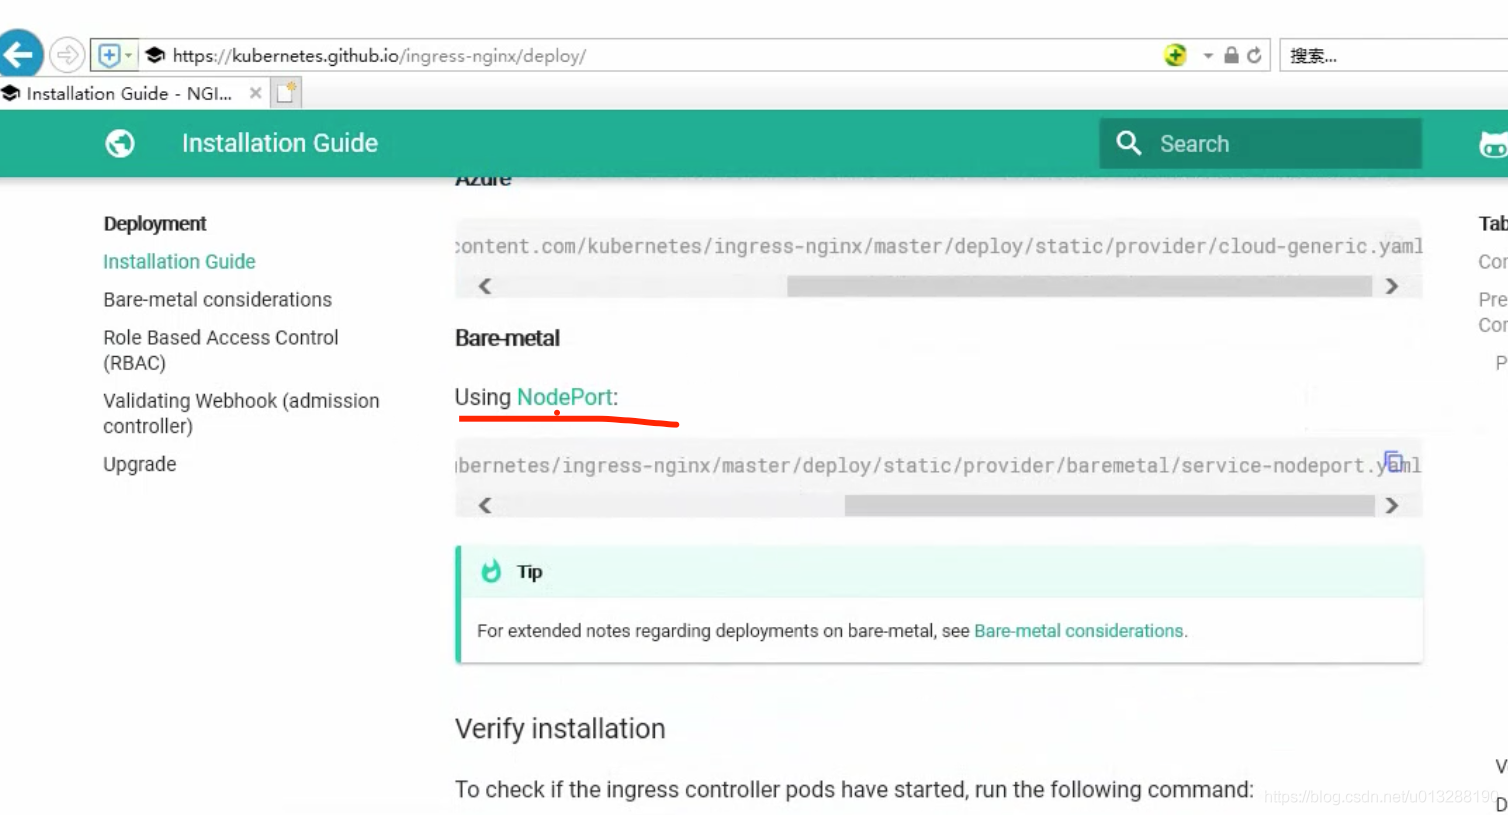 https://kubernetes.github.io/ingress-nginx/deploy/
搜索...
Installation Guide - NGI...
Installation Guide
Search
Azure
Deployment
Installation Guide
Bare-metal considerations
Role Based Access Control
(RBAC)
Validating Webhook (admission
controller)
Upgrade
content.com/kubernetes/ingress-nginx/master/deploy/static/provider/cloud-generic.yaml
Bare-metal
Using NodePort:
bernetes/ingress-nginx/master/deploy/static/provider/baremetal/service-nodeport.yaml
Tip
For extended notes regarding deployments on bare-metal, see Bare-metal considerations.
Verify installation
To check if the ingress controller pods have started, run the following command:
Tab
Con
Pre
Cor
P
V
D
https://blog.csdn.net/u013288190